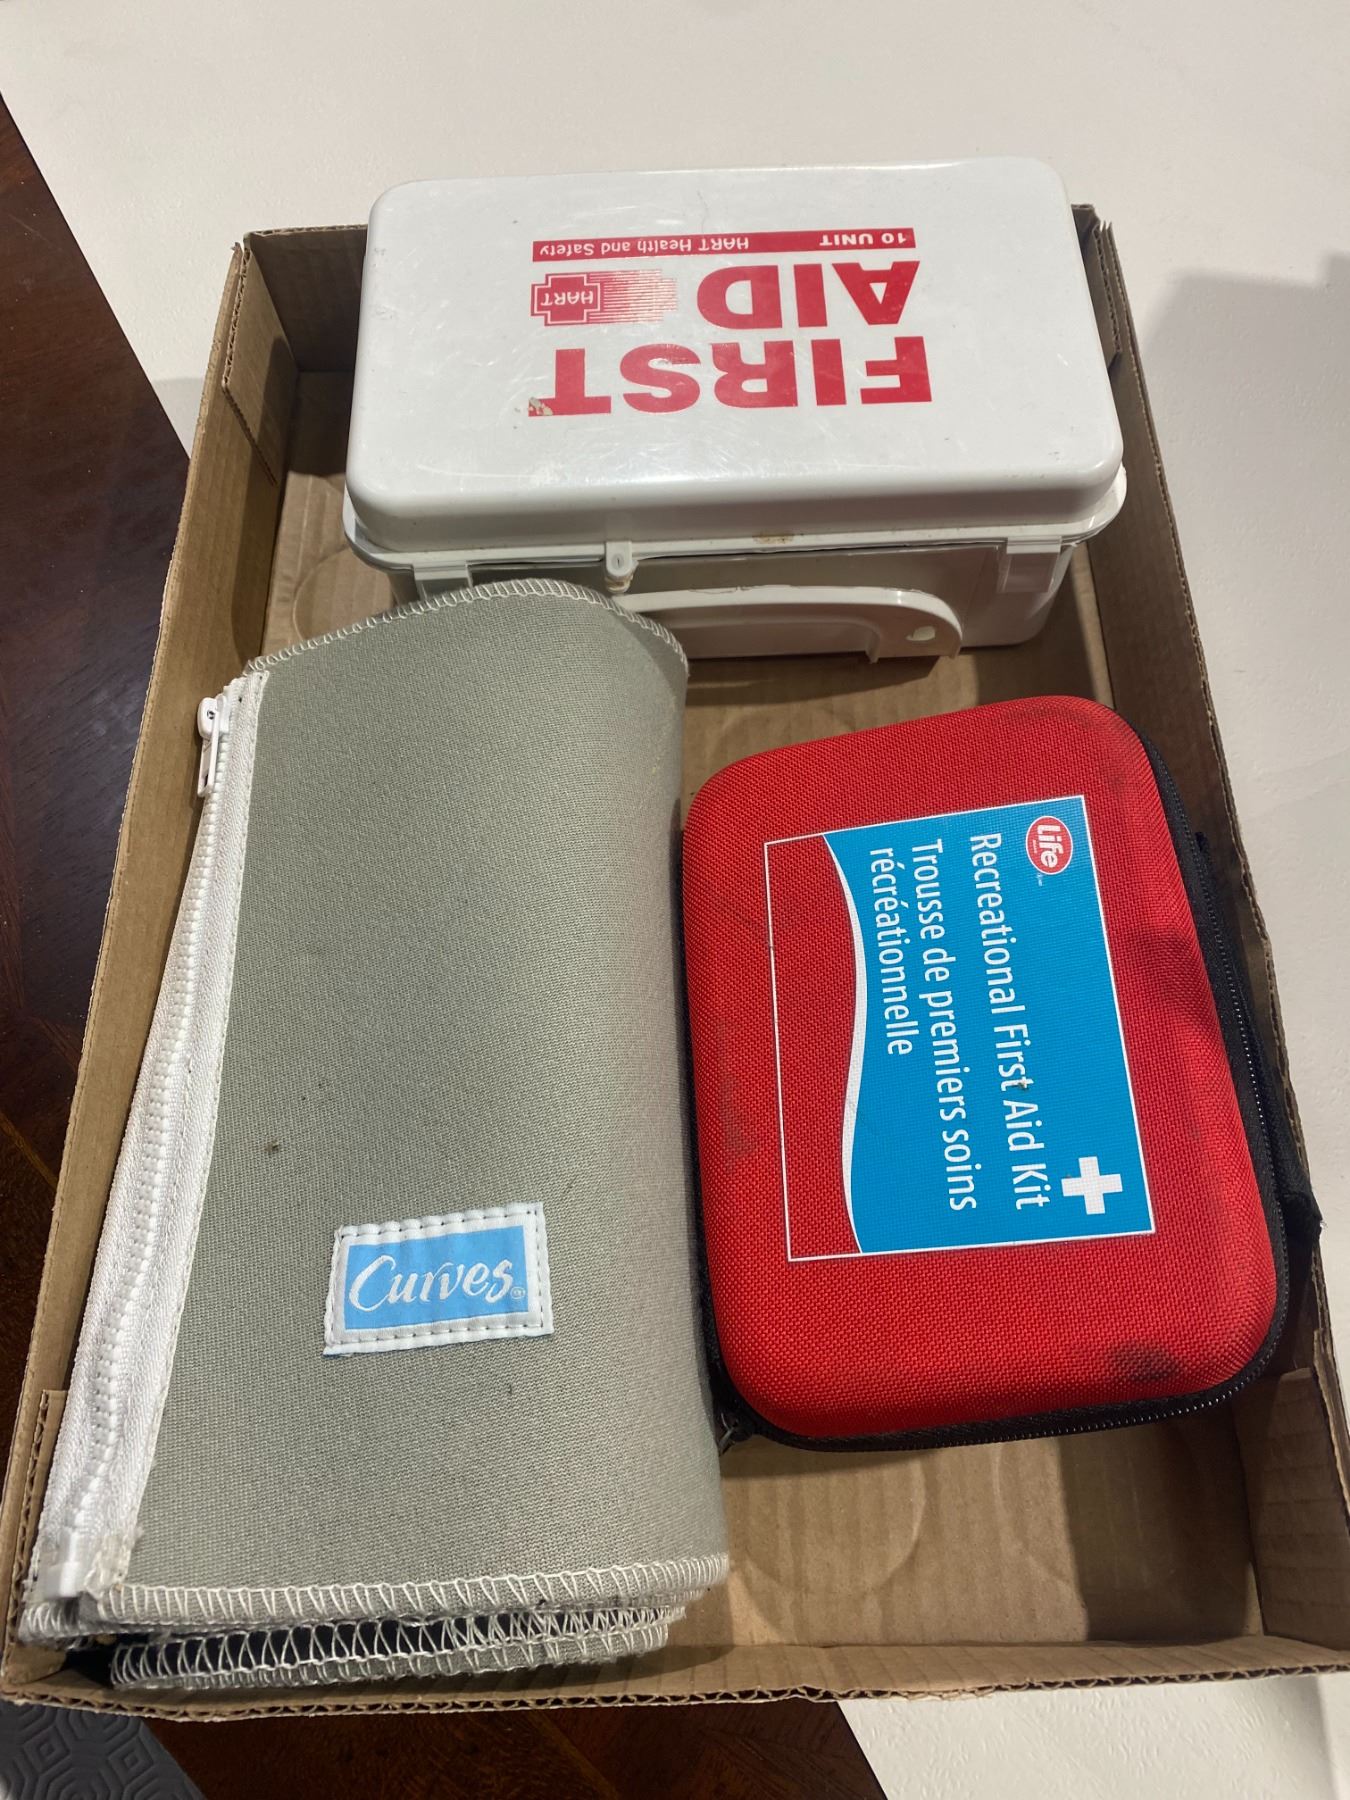 FIRST
AID
HART
10 UNIT HART Health and Safety
Life
Recreational First Aid Kit
Trousse de premiers soins
récréationnelle
Curves®